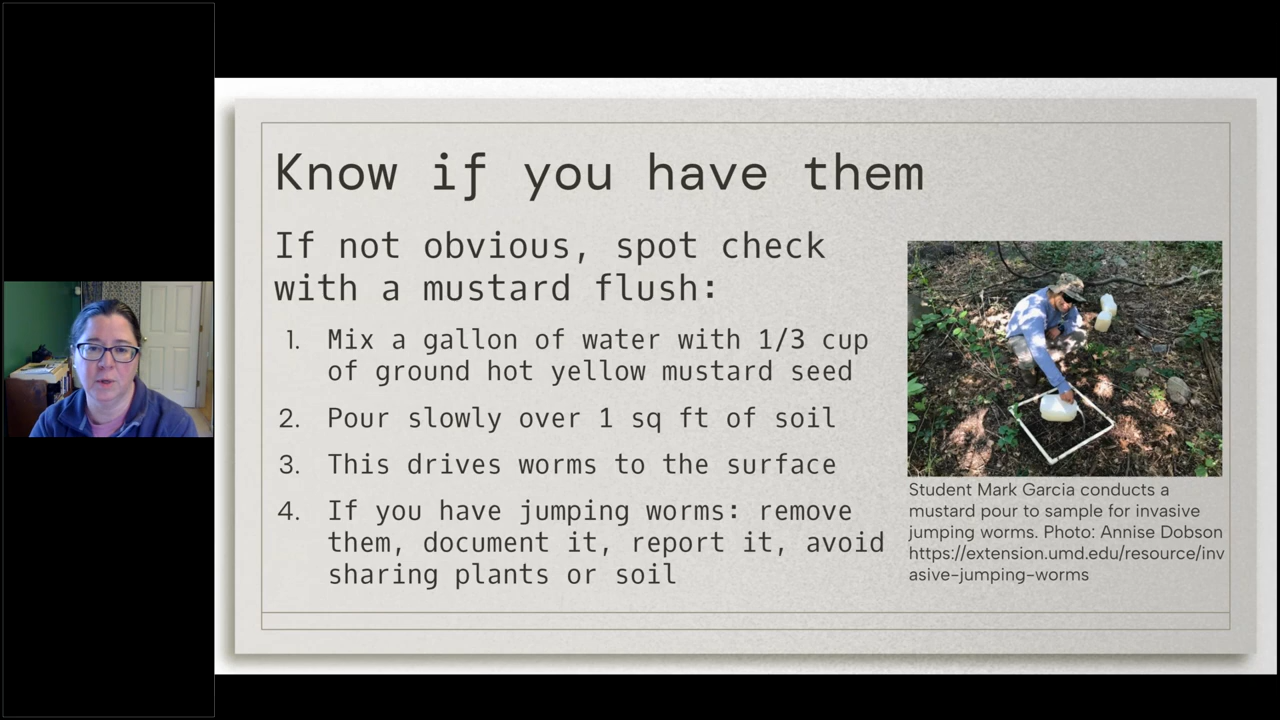 Know if you have them
If not obvious, spot check
with a mustard flush:
1. Mix a gallon of water with 1/3 cup
of ground hot yellow mustard seed
2. Pour slowly over 1 sq ft of soil
3. This drives worms to the surface
4. If you have jumping worms: remove
them, document it, report it, avoid
sharing plants or soil
Student Mark Garcia conducts a
mustard pour to sample for invasive
jumping worms. Photo: Annise Dobson
https://extension.umd.edu/resource/inv
asive-jumping-worms